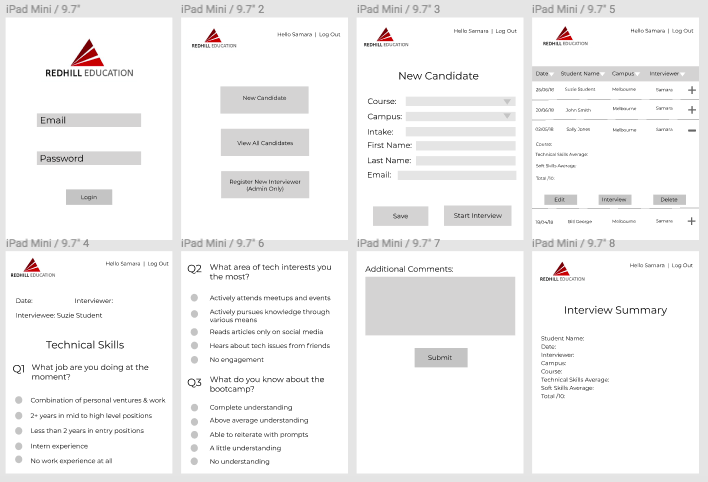 iPad Mini / 9.7"
REDHILL EDUCATION
Email
Password
Login
iPad Mini / 9.7" 2
Hello Samara | Log Out
REDHILL EDUCATION
New Candidate
View All Candidates
Register New Interviewer
(Admin Only)
iPad Mini / 9.7" 3
Hello Samara | Log Out
REDHILL EDUCATION
New Candidate
Course:
Campus:
Intake:
First Name:
Last Name:
Email:
Save
Start Interview
iPad Mini / 9.7" 5
Hello Samara | Log Out
REDHILL EDUCATION
Date Student Name Campus Interviewer
28/06/18 Suzie Student Melbourne Samara +
20/06/18 John Smith Melbourne Samara +
02/05/18 Sally Jones Melbourne Samara −
Course:
Technical Skills Average:
Soft Skills Average:
Total /10:
Edit Interview Delete
19/04/18 Bill George Melbourne Samara +
iPad Mini / 9.7" 4
Hello Samara | Log Out
REDHILL EDUCATION
Date: Interviewer:
Interviewee: Suzie Student
Technical Skills
Q1 What job are you doing at the
moment?
Combination of personal ventures & work
2+ years in mid to high level positions
Less than 2 years in entry positions
Intern experience
No work experience at all
iPad Mini / 9.7" 6
Q2 What area of tech interests you
the most?
Actively attends meetups and events
Actively pursues knowledge through
various means
Reads articles only on social media
Hears about tech issues from friends
No engagement
Q3 What do you know about the
bootcamp?
Complete understanding
Above average understanding
Able to reiterate with prompts
A little understanding
No understanding
iPad Mini / 9.7" 7
Additional Comments:
Submit
iPad Mini / 9.7" 8
Hello Samara | Log Out
REDHILL EDUCATION
Interview Summary
Student Name:
Date:
Interviewer:
Campus:
Course:
Technical Skills Average:
Soft Skills Average:
Total /10: